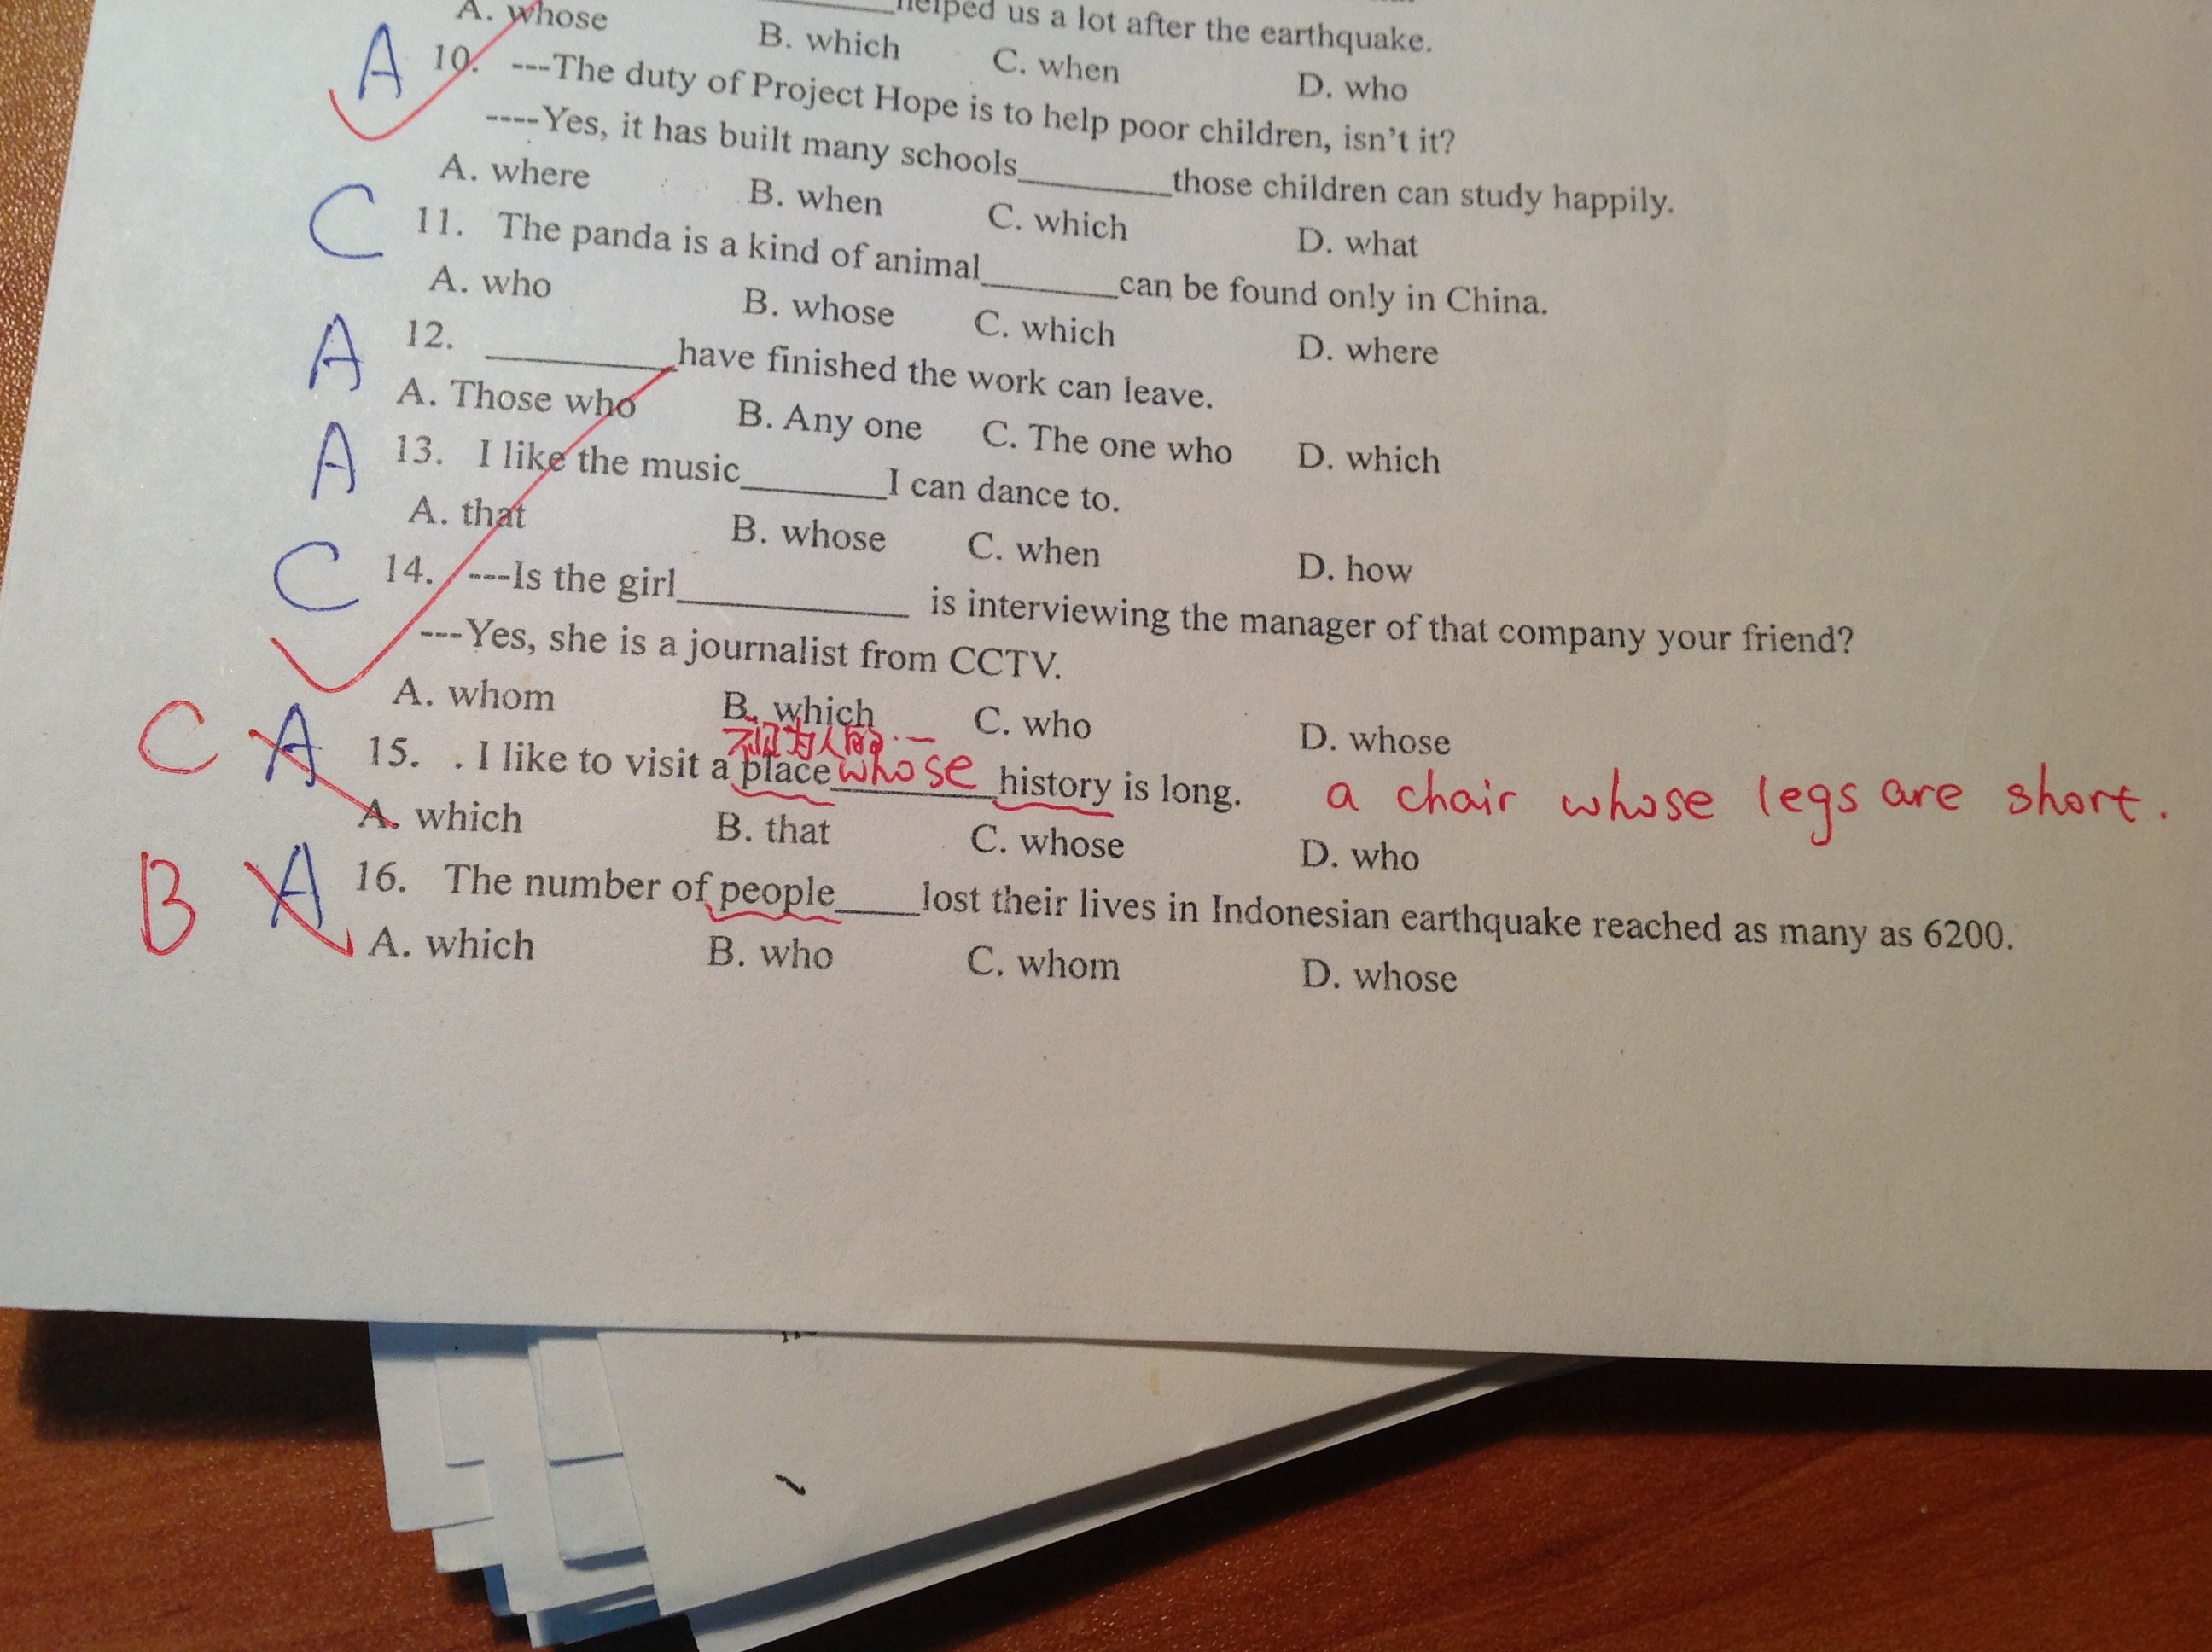 helped us a lot after the earthquake.
A. whose B. which C. when D. who
A 10. ---The duty of Project Hope is to help poor children, isn't it?
----Yes, it has built many schools________those children can study happily.
A. where B. when C. which D. what
C 11. The panda is a kind of animal_______can be found only in China.
A. who B. whose C. which D. where
A 12. __________have finished the work can leave.
A. Those who B. Any one C. The one who D. which
A 13. I like the music_______I can dance to.
A. that B. whose C. when D. how
C 14. ---Is the girl___________ is interviewing the manager of that company your friend?
---Yes, she is a journalist from CCTV.
A. whom B. which C. who D. whose
为人的
C A 15. . I like to visit a place whose history is long. a chair whose legs are short.
A. which B. that C. whose D. who
B A 16. The number of people____lost their lives in Indonesian earthquake reached as many as 6200.
A. which B. who C. whom D. whose